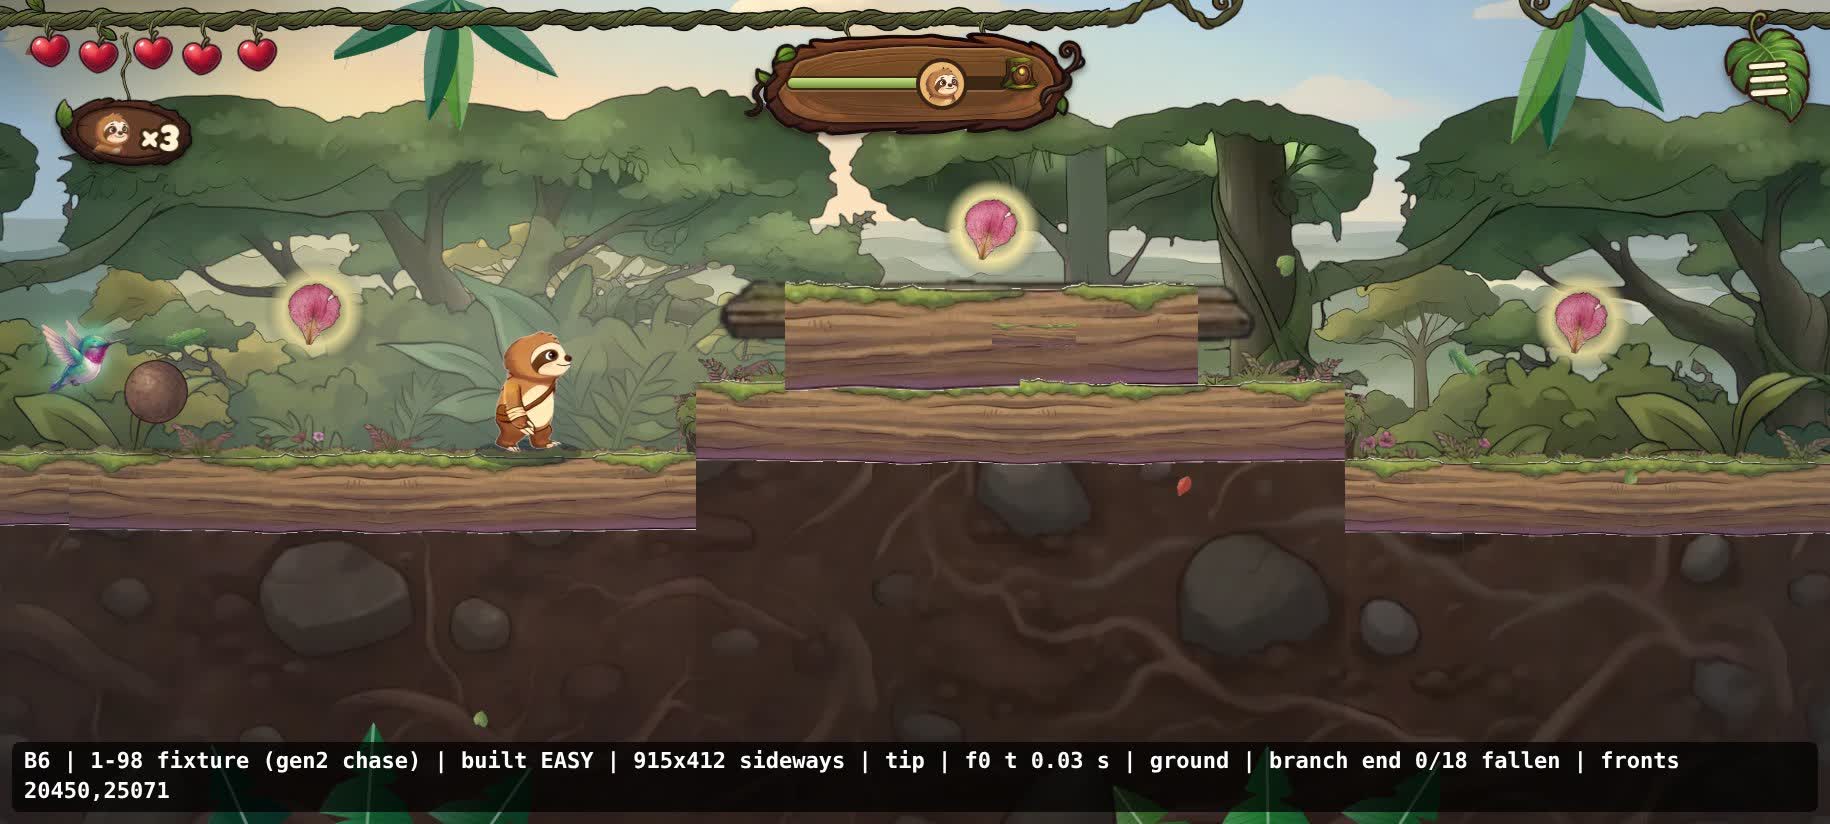 ×3
B6 | 1-98 fixture (gen2 chase) | built EASY | 915x412 sideways | tip | f0 t 0.03 s | ground | branch end 0/18 fallen | fronts
20450,25071